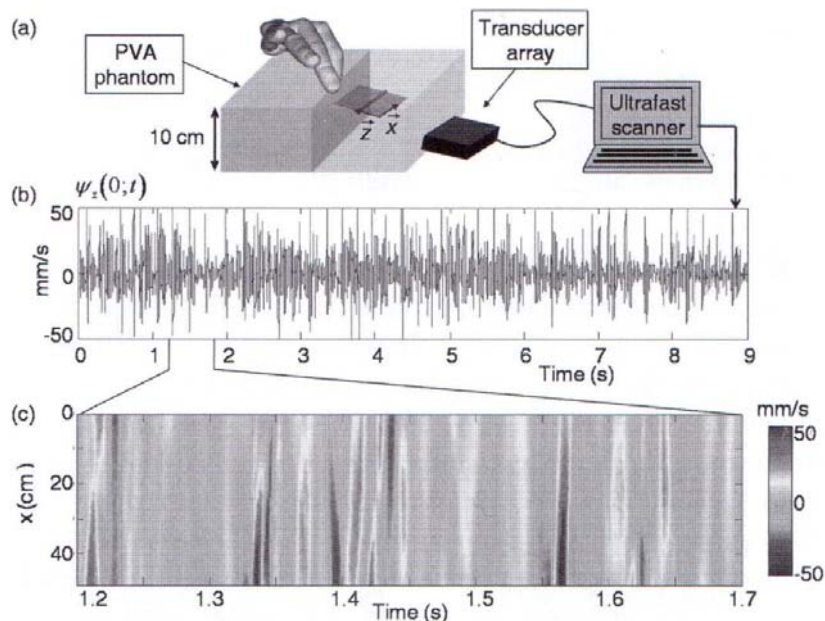 (a)
PVA
phantom
Transducer
array
10 cm
z
x
Ultrafast
scanner
(b)
ψz(0;t)
mm/s
50
0
-50
0 1 2 3 4 5 6 7 8 9
Time (s)
(c)
x (cm)
0
20
40
1.2 1.3 1.4 1.5 1.6 1.7
Time (s)
mm/s
50
0
-50